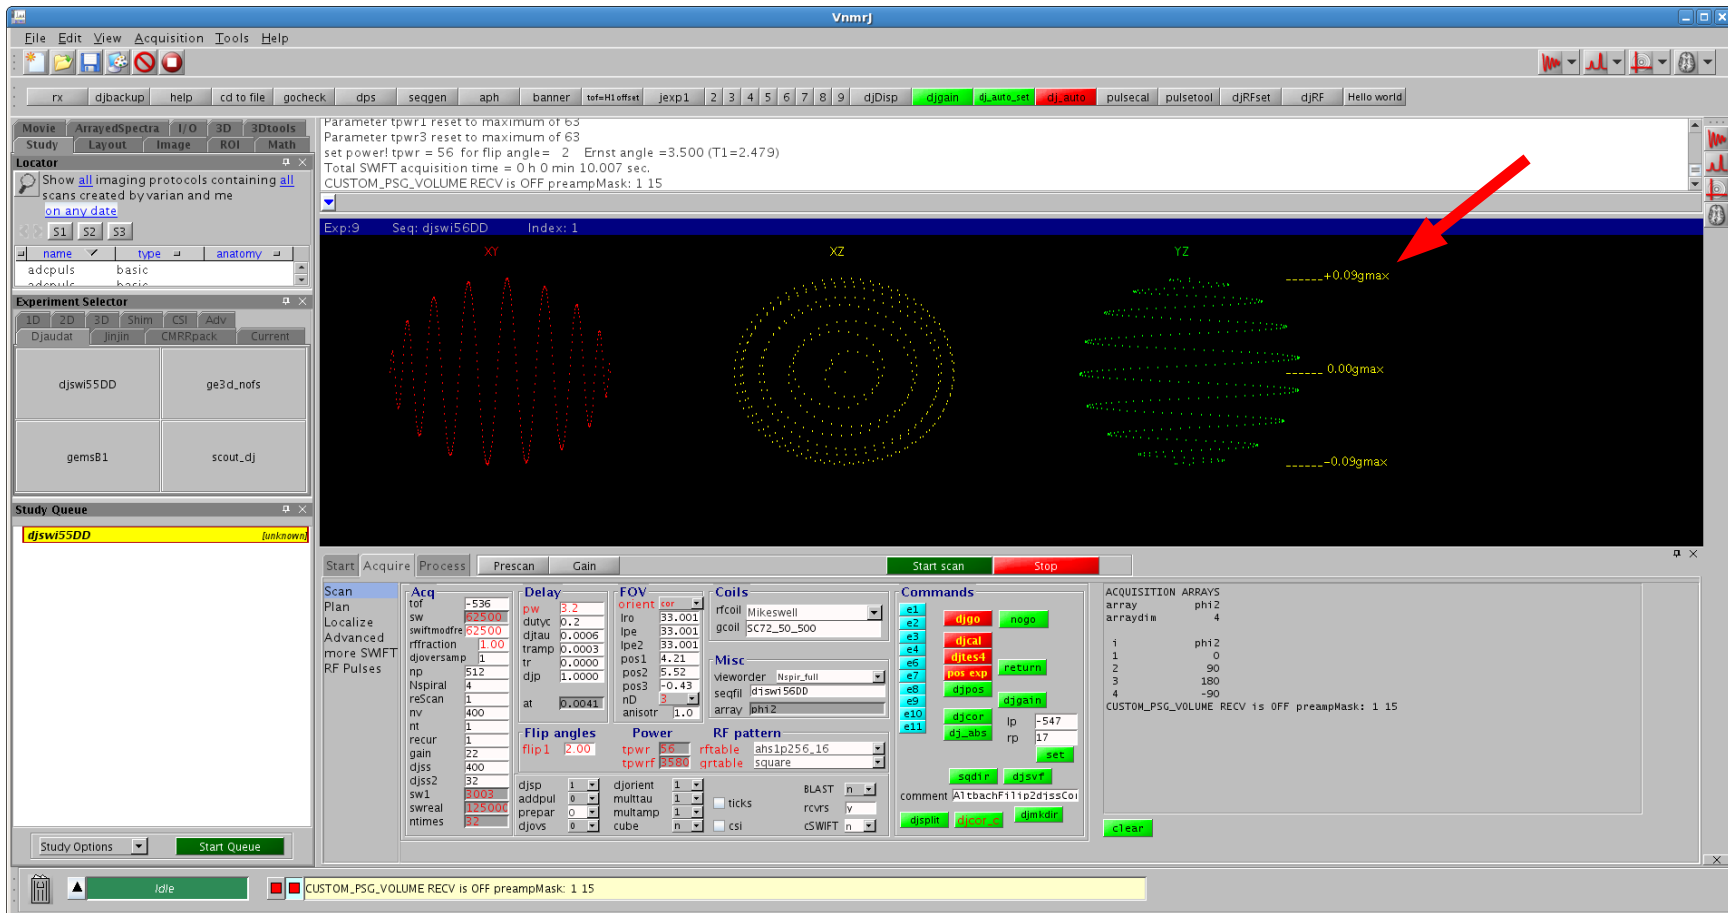 VnmrJ
File Edit View Acquisition Tools Help
rx djbackup help cd to file gocheck dps seqgen aph banner tof=H1offset jexp1 2 3 4 5 6 7 8 9 djDisp djgain dj_auto_set dj_auto pulsecal pulsetool djRFset djRF Hello world
Movie ArrayedSpectra I/O 3D 3Dtools
Study Layout Image ROI Math
Locator
Show all imaging protocols containing all
scans created by varian and me
on any date
S1 S2 S3
name type anatomy
adcpuls basic
adcpuls basic
Experiment Selector
1D 2D 3D Shim CSI Adv
Djaudat Jinjin CMRRpack Current
djswi55DD ge3d_nofs
gemsB1 scout_dj
Study Queue
djswi55DD [unknown]
Study Options Start Queue
Parameter tpwr1 reset to maximum of 63
Parameter tpwr3 reset to maximum of 63
set power! tpwr = 56 for flip angle= 2 Ernst angle =3.500 (T1=2.479)
Total SWIFT acquisition time = 0 h 0 min 10.007 sec.
CUSTOM_PSG_VOLUME RECV is OFF preampMask: 1 15
Exp:9 Seq: djswi56DD Index: 1
XY XZ YZ
______+0.09gmax
______ 0.00gmax
______-0.09gmax
Start Acquire Process Prescan Gain Start scan Stop
Scan
Plan
Localize
Advanced
more SWIFT
RF Pulses
Acq
tof -536
sw 62500
swiftmodfre 62500
rffraction 1.00
djoversamp 1
np 512
Nspiral 4
reScan 1
nv 400
nt 1
recur 1
gain 22
djss 400
djss2 32
sw1 3003
swreal 125000
ntimes 32
Delay
pw 3.2
dutyc 0.2
djtau 0.0006
tramp 0.0003
tr 0.0000
djp 1.0000
at 0.0041
FOV
orient cor
lro 33.001
lpe 33.001
lpe2 33.001
pos1 4.21
pos2 5.52
pos3 -0.43
nD 3
anisotr 1.0
Coils
rfcoil Mikeswell
gcoil SC72_50_500
Misc
vieworder Nspir_full
seqfil djswi56DD
array phi2
Flip angles Power RF pattern
flip1 2.00 tpwr 56 rftable ahs1p256_16
tpwrf 3580 grtable square
djsp 1 djorient 1 BLAST n
addpul 0 multtau 1 ticks rcvrs y
prepar 0 multamp 1
djovs 0 cube n csi cSWIFT n
Commands
e1
e2
e3
e4
e6
e7
e8
e9
e10
e11
djgo nogo
djcal
djtes4
pos exp return
djpos
djgain
djcor lp -547
dj_abs rp 17
set
sqdir djsvf
comment AltbachFilip2djssCor
djsplit djcor_c djmkdir
ACQUISITION ARRAYS
array phi2
arraydim 4
i phi2
1 0
2 90
3 180
4 -90
CUSTOM_PSG_VOLUME RECV is OFF preampMask: 1 15
clear
Idle CUSTOM_PSG_VOLUME RECV is OFF preampMask: 1 15